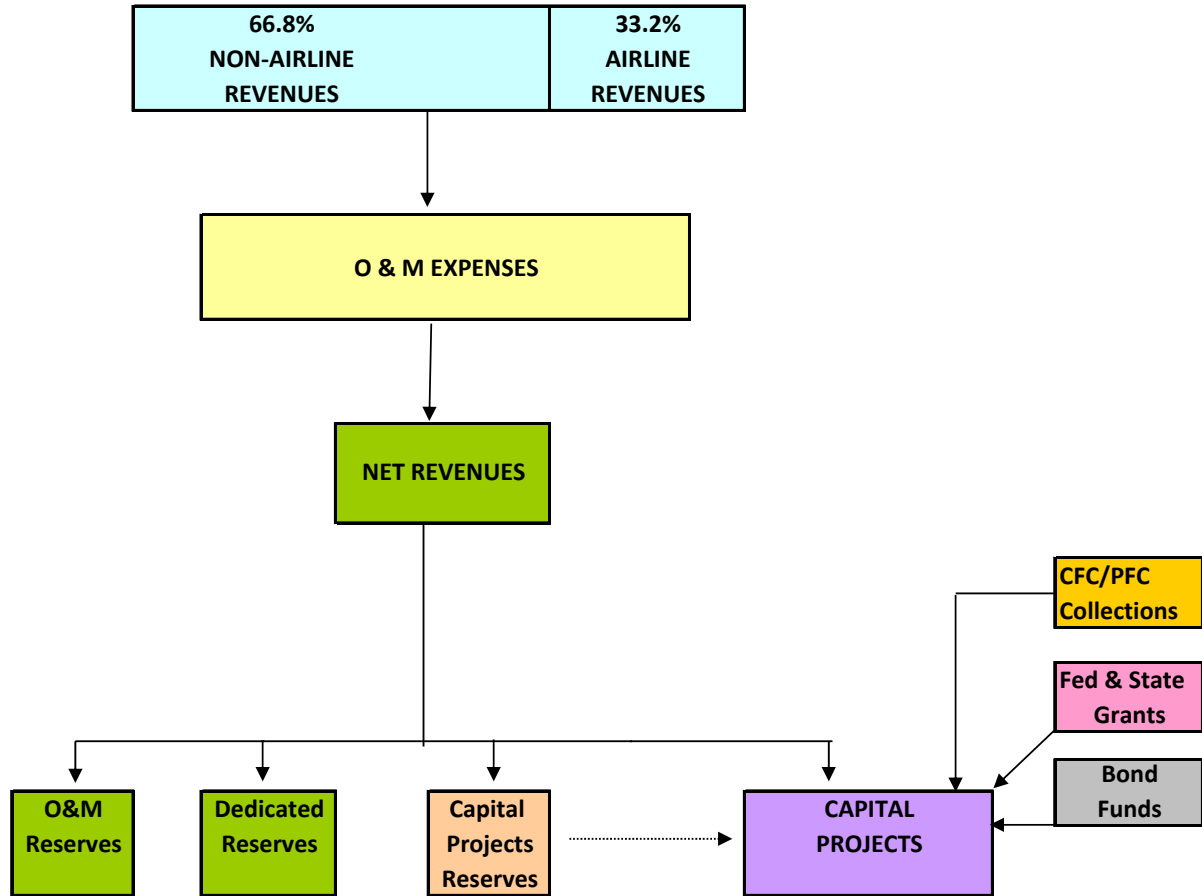 66.8%
NON-AIRLINE
REVENUES
33.2%
AIRLINE
REVENUES
O & M EXPENSES
NET REVENUES
CFC/PFC
Collections
Fed & State
Grants
Bond
Funds
O&M
Reserves
Dedicated
Reserves
Capital
Projects
Reserves
CAPITAL
PROJECTS